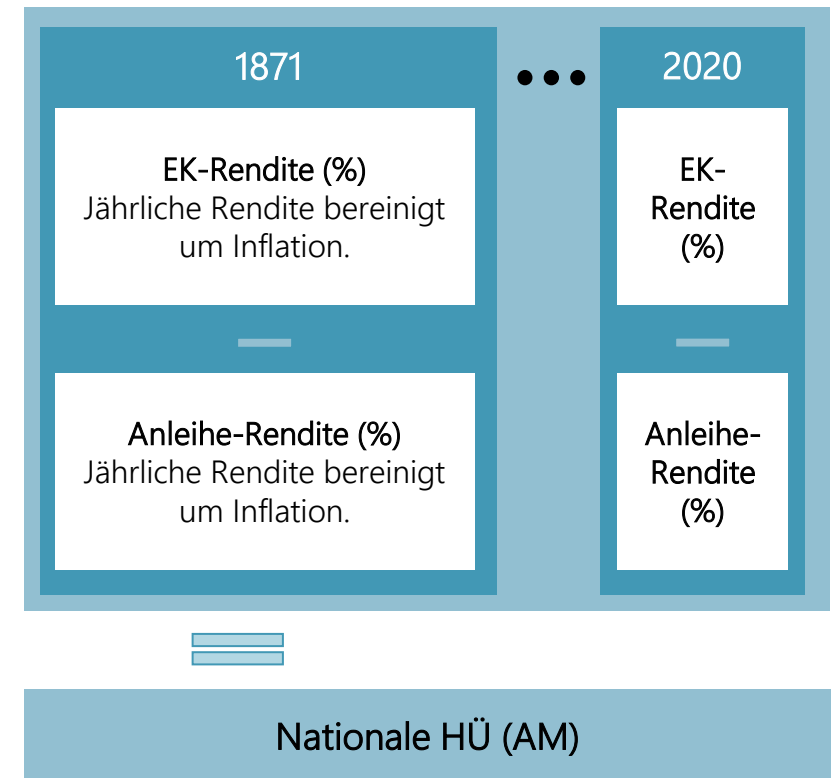 1871
EK-Rendite (%)
Jährliche Rendite bereinigt
um Inflation.
Anleihe-Rendite (%)
Jährliche Rendite bereinigt
um Inflation.
•••
2020
EK-
Rendite
(%)
Anleihe-
Rendite
(%)
Nationale HÜ (AM)